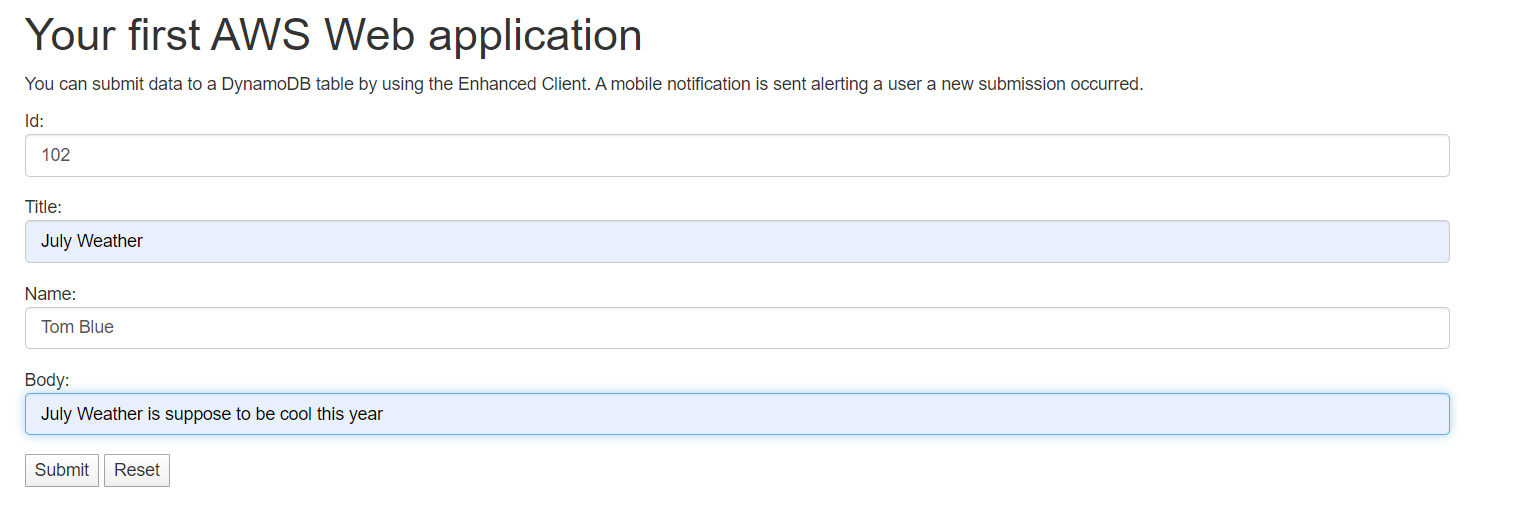 Your first AWS Web application
You can submit data to a DynamoDB table by using the Enhanced Client. A mobile notification is sent alerting a user a new submission occurred.
Id:
102
Title:
July Weather
Name:
Tom Blue
Body:
July Weather is suppose to be cool this year
Submit Reset